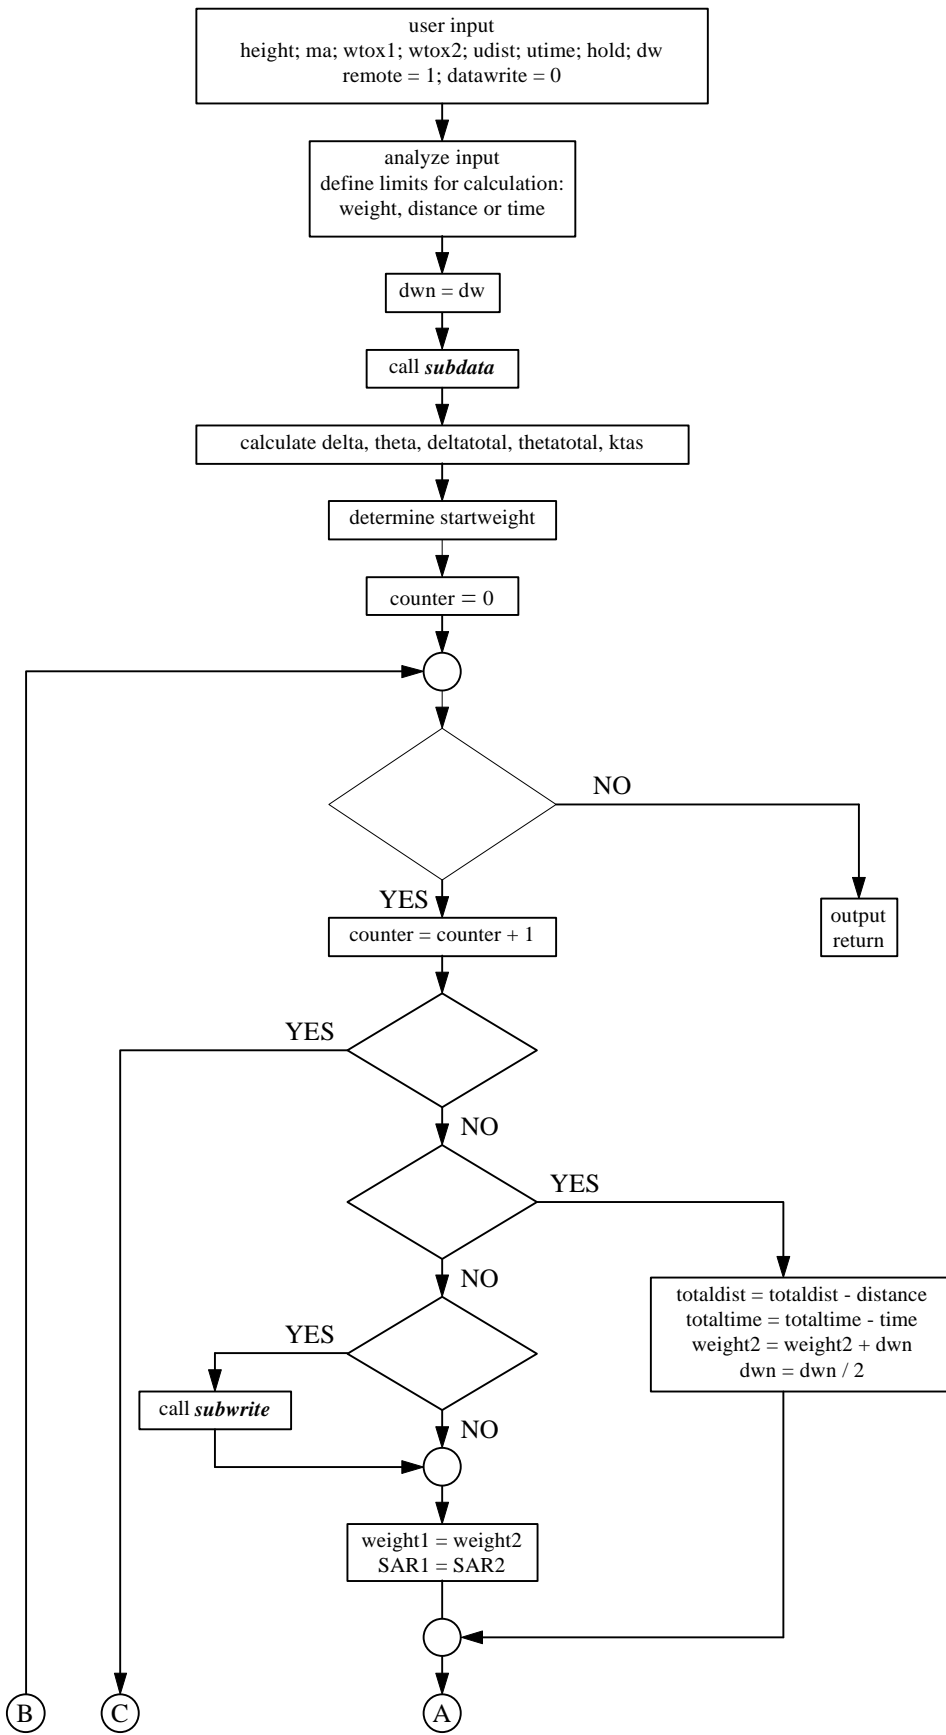 user input
height; ma; wtox1; wtox2; udist; utime; hold; dw
remote = 1; datawrite = 0
analyze input
define limits for calculation:
weight, distance or time
dwn = dw
call subdata
calculate delta, theta, deltatotal, thetatotal, ktas
determine startweight
counter = 0
NO
YES
output
return
counter = counter + 1
YES
NO
YES
NO
totaldist = totaldist - distance
totaltime = totaltime - time
weight2 = weight2 + dwn
dwn = dwn / 2
YES
call subwrite
NO
weight1 = weight2
SAR1 = SAR2
B
C
A